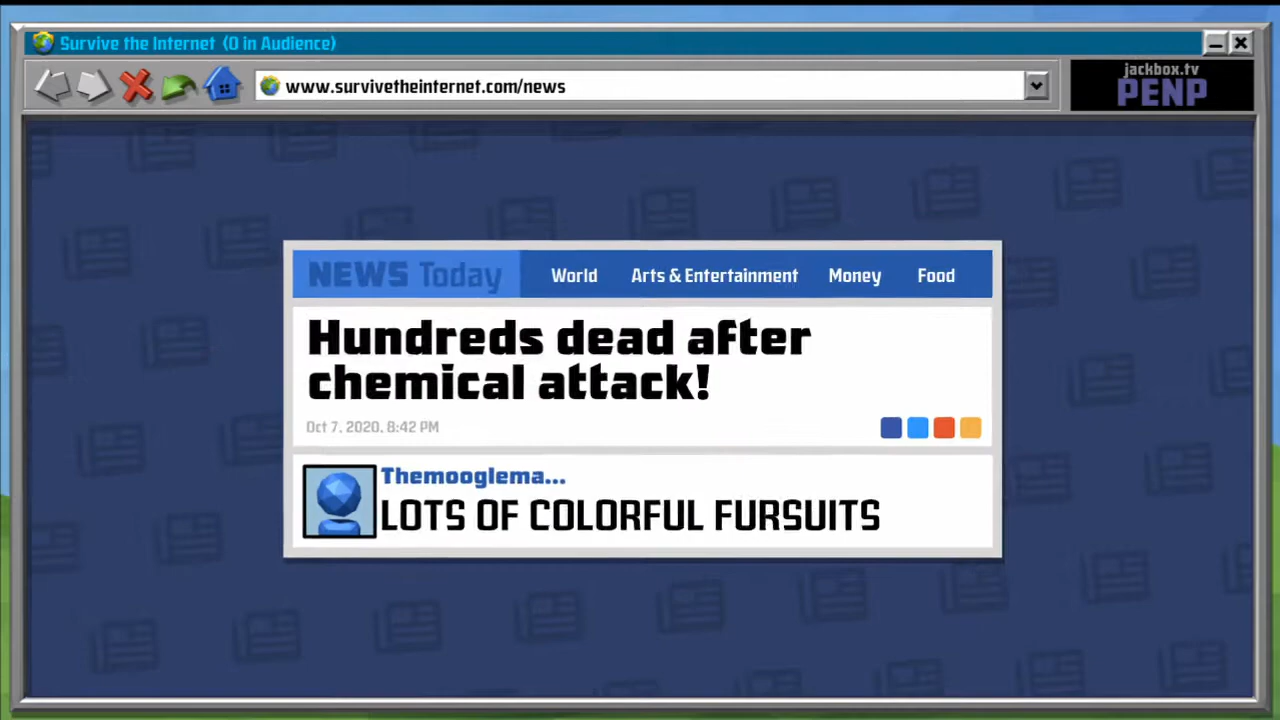 Survive the Internet (0 in Audience)
www.survivetheinternet.com/news
jackbox.tv
PENP
NEWS Today World Arts & Entertainment Money Food
Hundreds dead after
chemical attack!
Oct 7, 2020, 8:42 PM
Themooglema...
LOTS OF COLORFUL FURSUITS